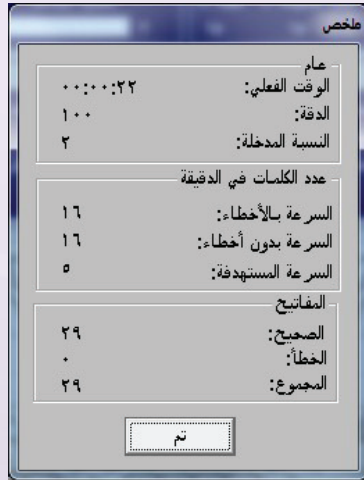 ملخص
عام
الوقت الفعلي: ٠٠:٠٠:٢٢
الدقة: ١٠٠
النسبة المدخلة: ٢
عدد الكلمات في الدقيقة
السرعة بالأخطاء: ١٦
السرعة بدون أخطاء: ١٦
السرعة المستهدفة: ٥
المفاتيح
الصحيح: ٢٩
الخطأ: ٠
المجموع: ٢٩
تم